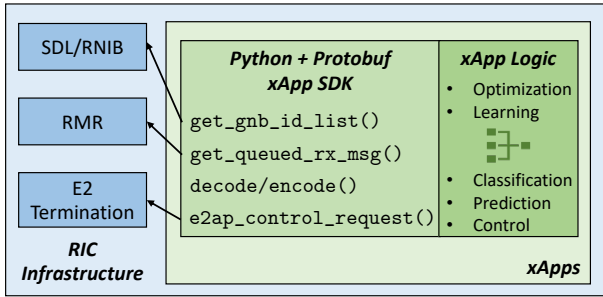 SDL/RNIB
RMR
E2
Termination
RIC
Infrastructure
Python + Protobuf
xApp SDK
get_gnb_id_list()
get_queued_rx_msg()
decode/encode()
e2ap_control_request()
xApp Logic
• Optimization
• Learning
• Classification
• Prediction
• Control
xApps